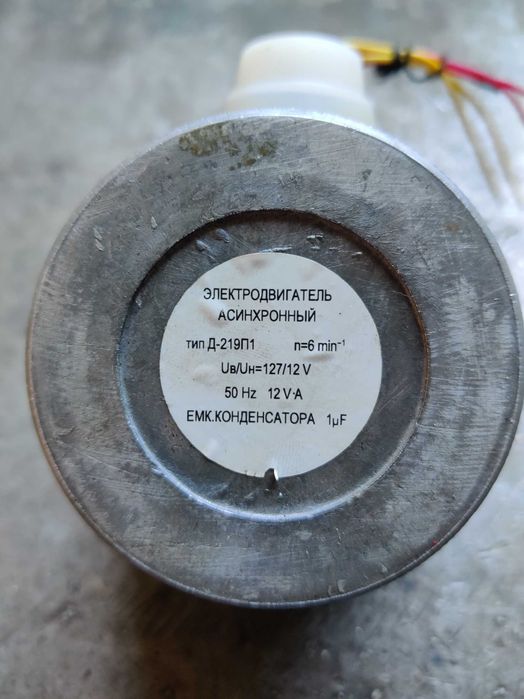 ЭЛЕКТРОДВИГАТЕЛЬ
АСИНХРОННЫЙ
тип Д-219П1 n=6 min⁻¹
Uв/Uн=127/12 V
50 Hz 12 V·A
ЕМК.КОНДЕНСАТОРА 1µF